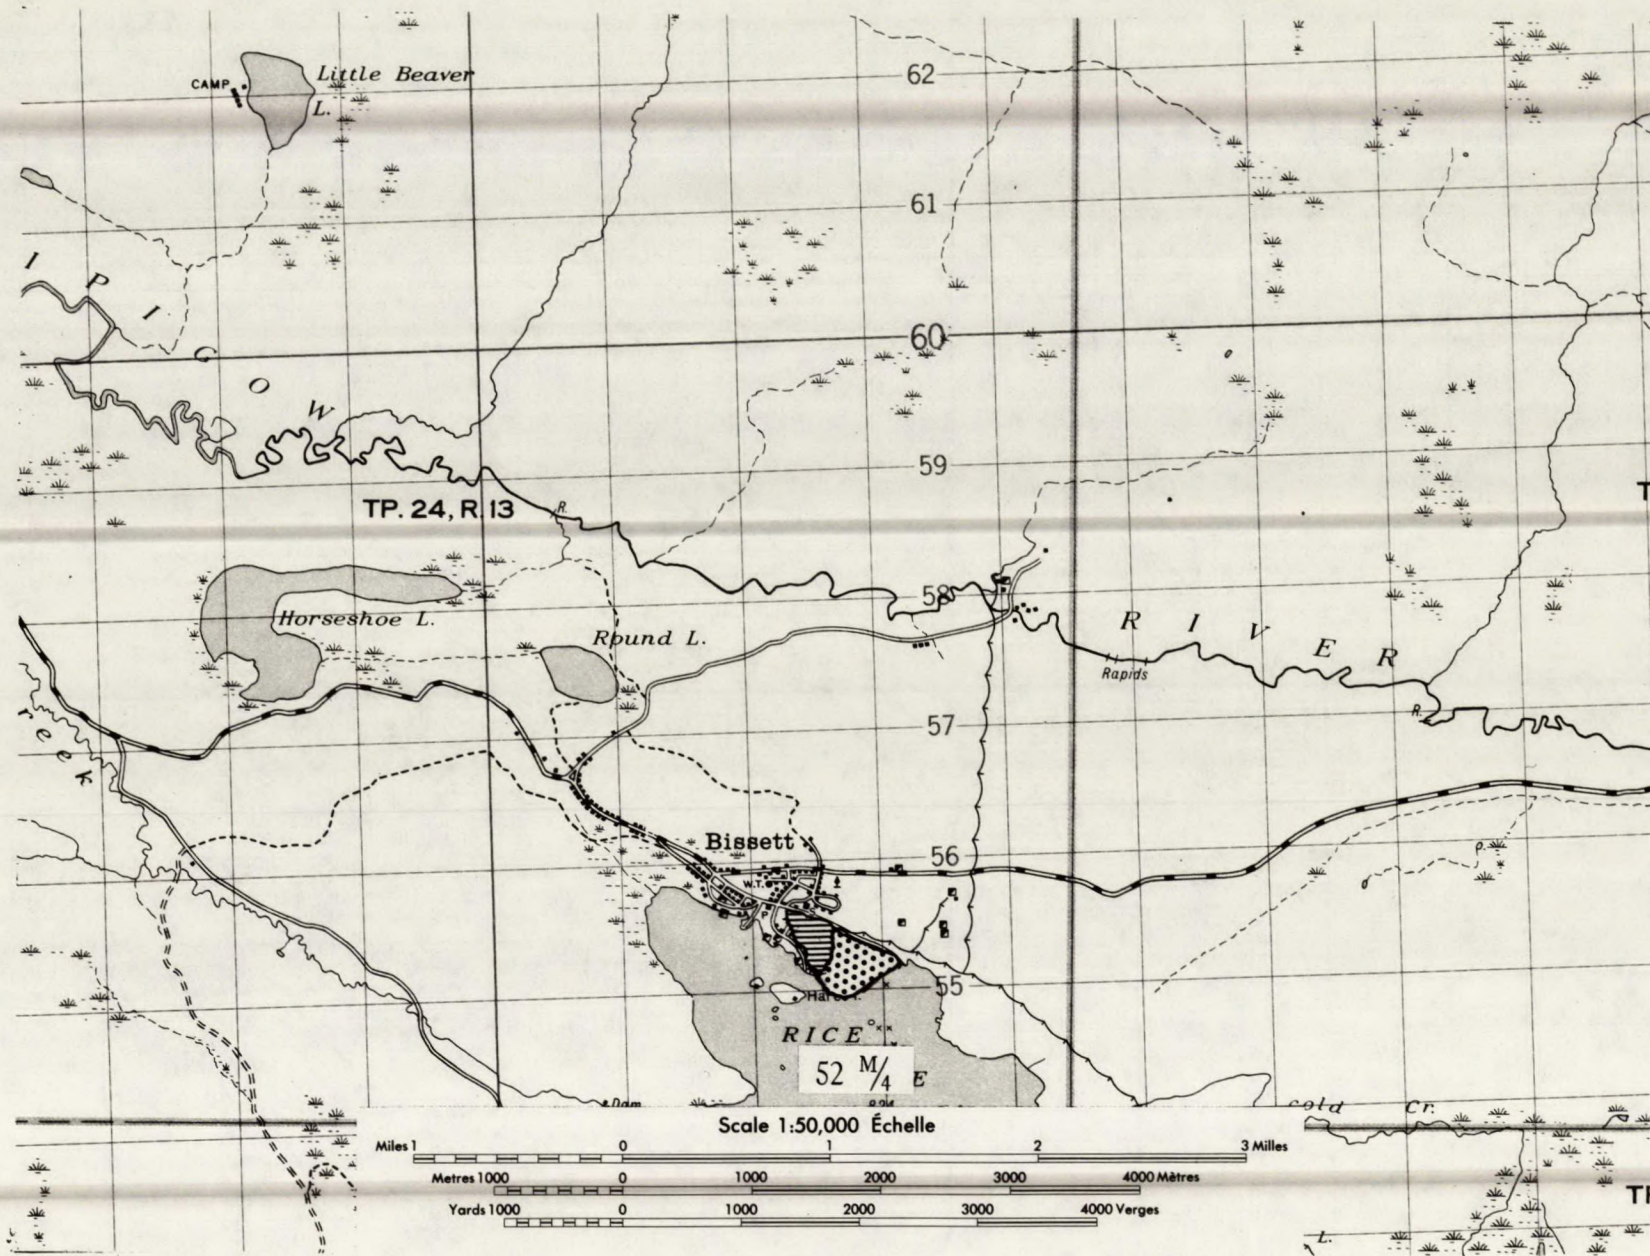 62
CAMP
Little Beaver
L.
61
I P I G O W
60
59
TP. 24, R. 13
R.
58
Horseshoe L.
Round L.
R I V E R
Rapids
R.
57
reek
Bissett
56
W.T.
P
55
RICE
52 M/4
E
Dam
cold Cr.
Scale 1:50,000 Échelle
Miles 1 0 1 2 3 Milles
Metres 1000 0 1000 2000 3000 4000 Mètres
Yards 1000 0 1000 2000 3000 4000 Verges
L.